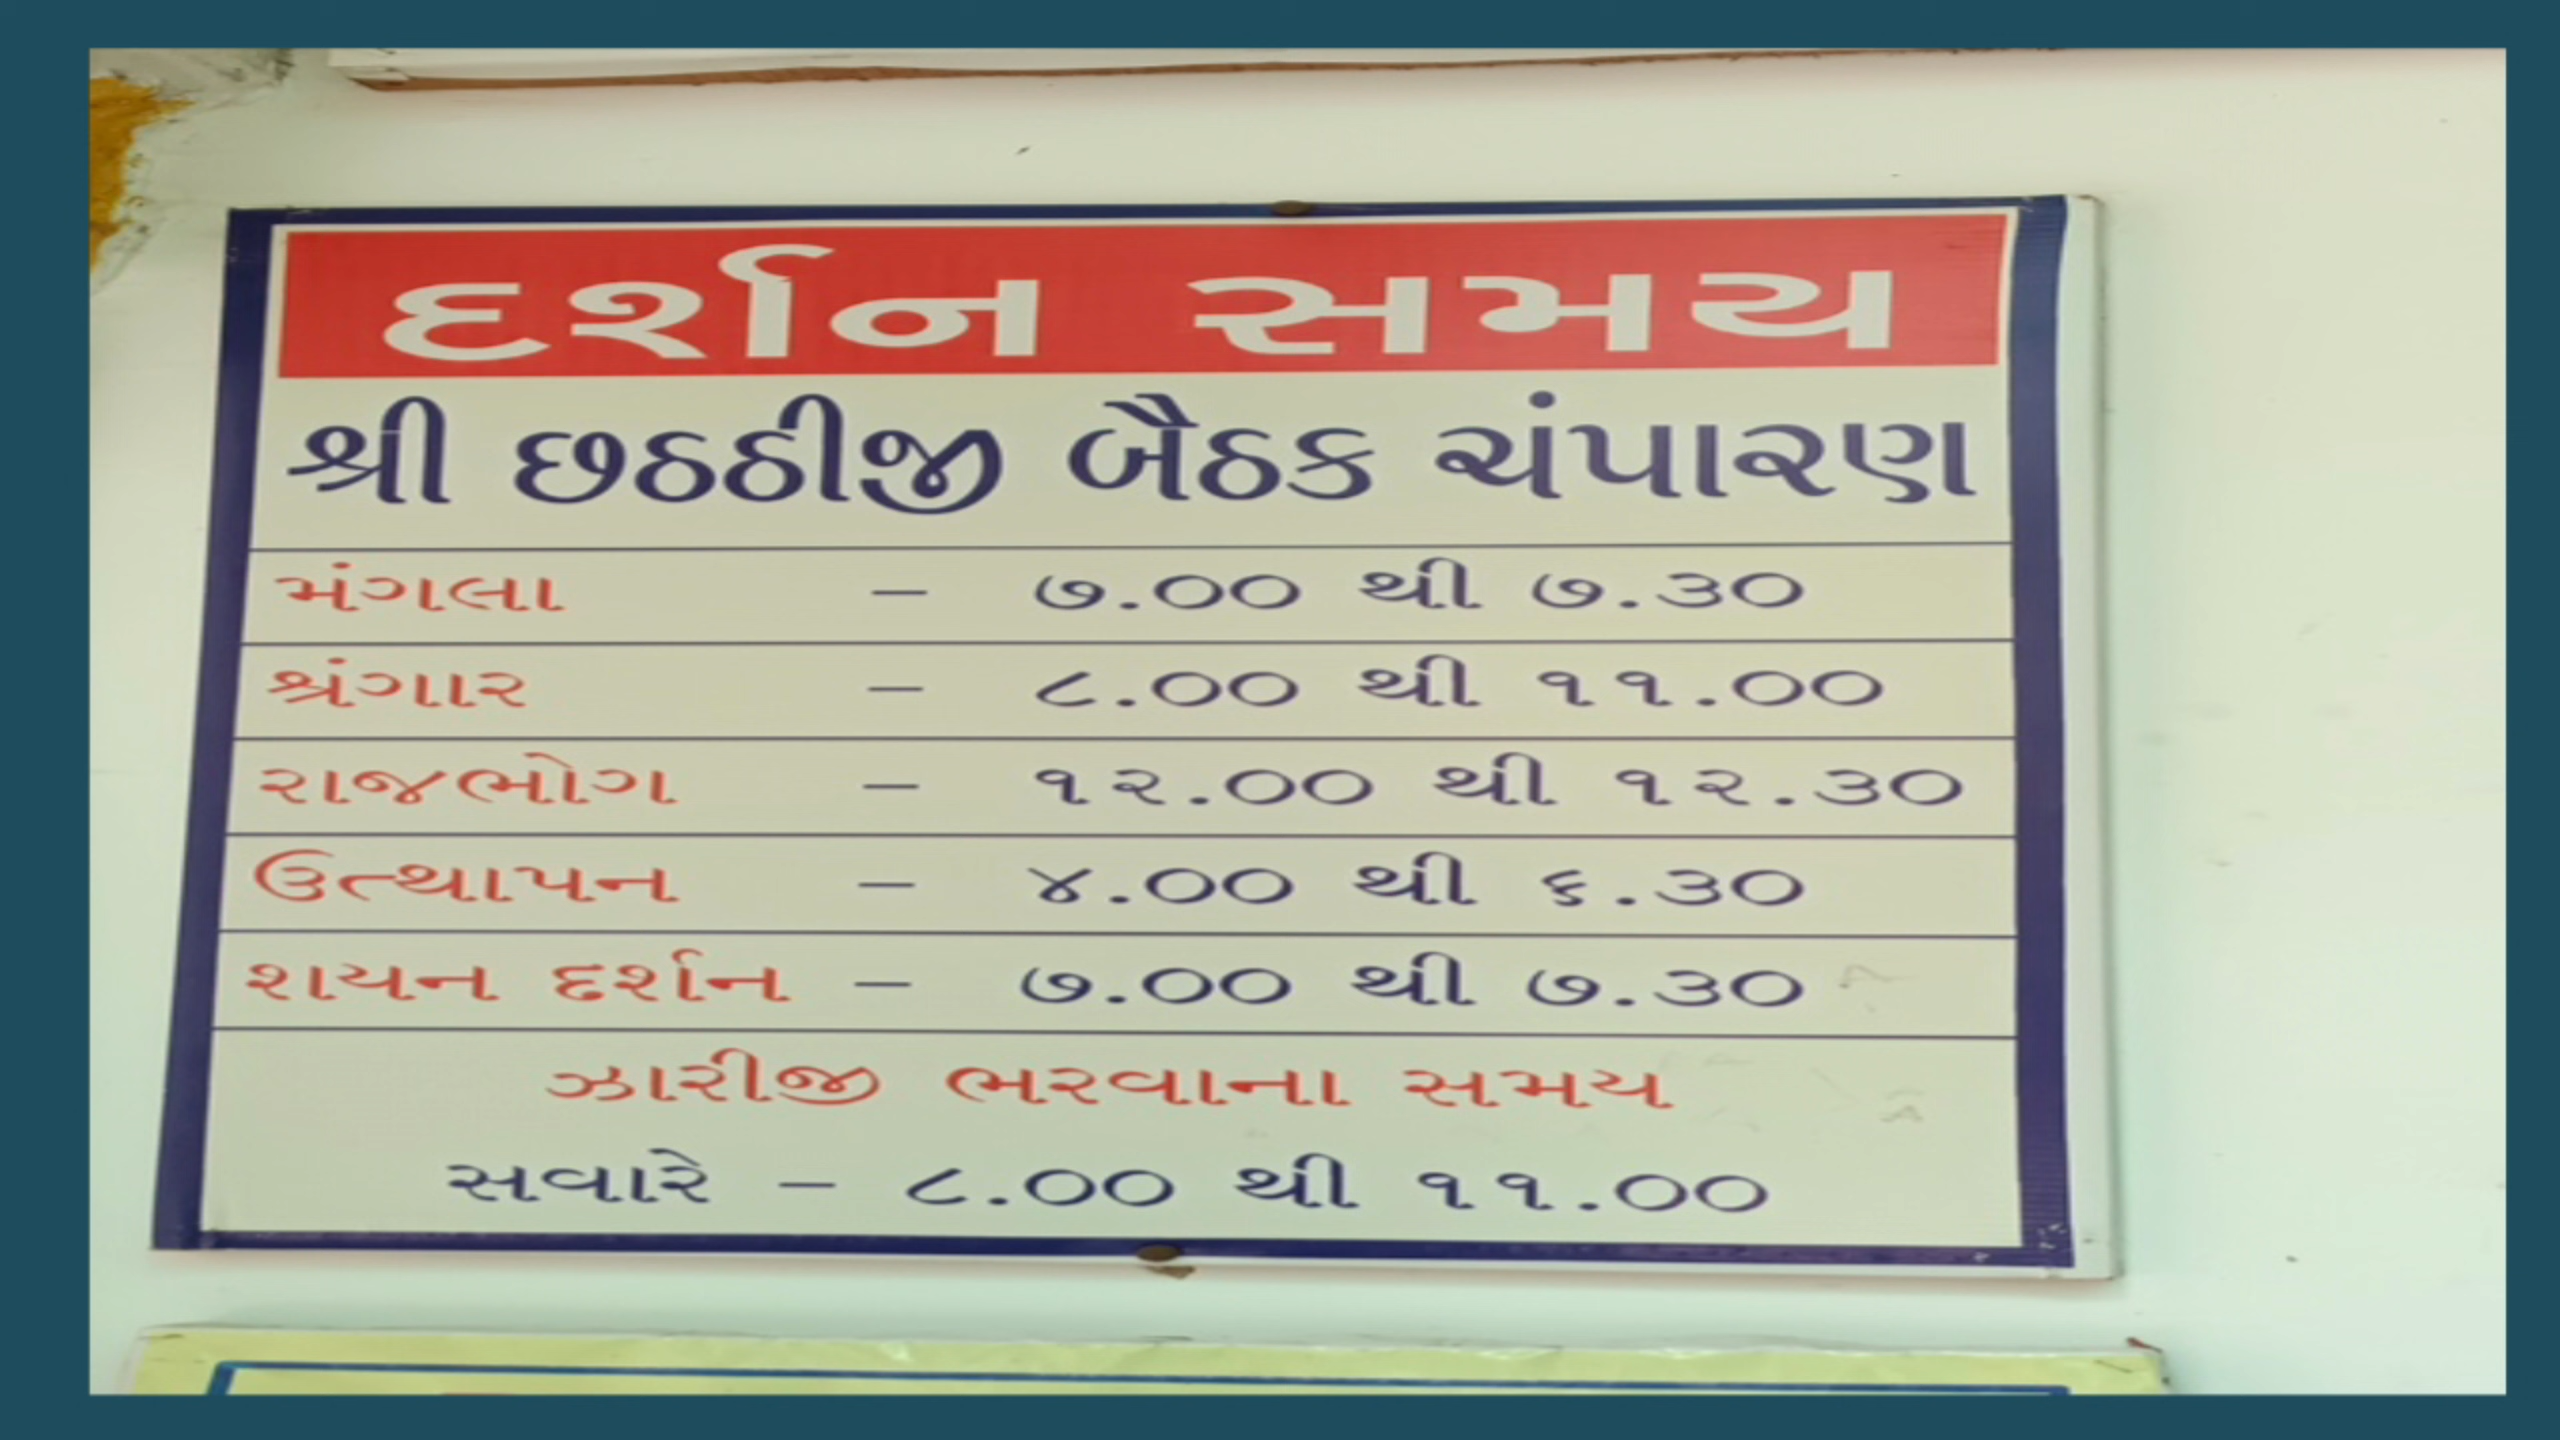 દર્શન સમય
શ્રી છઠઠીજી બૈઠક ચંપારણ
મંગલા - ૭.૦૦ થી ૭.૩૦
શ્રંગાર - ૮.૦૦ થી ૧૧.૦૦
રાજભોગ - ૧૨.૦૦ થી ૧૨.૩૦
ઉત્થાપન - ૪.૦૦ થી ૬.૩૦
શયન દર્શન - ૭.૦૦ થી ૭.૩૦
ઝારીજી ભરવાના સમય
સવારે - ૮.૦૦ થી ૧૧.૦૦